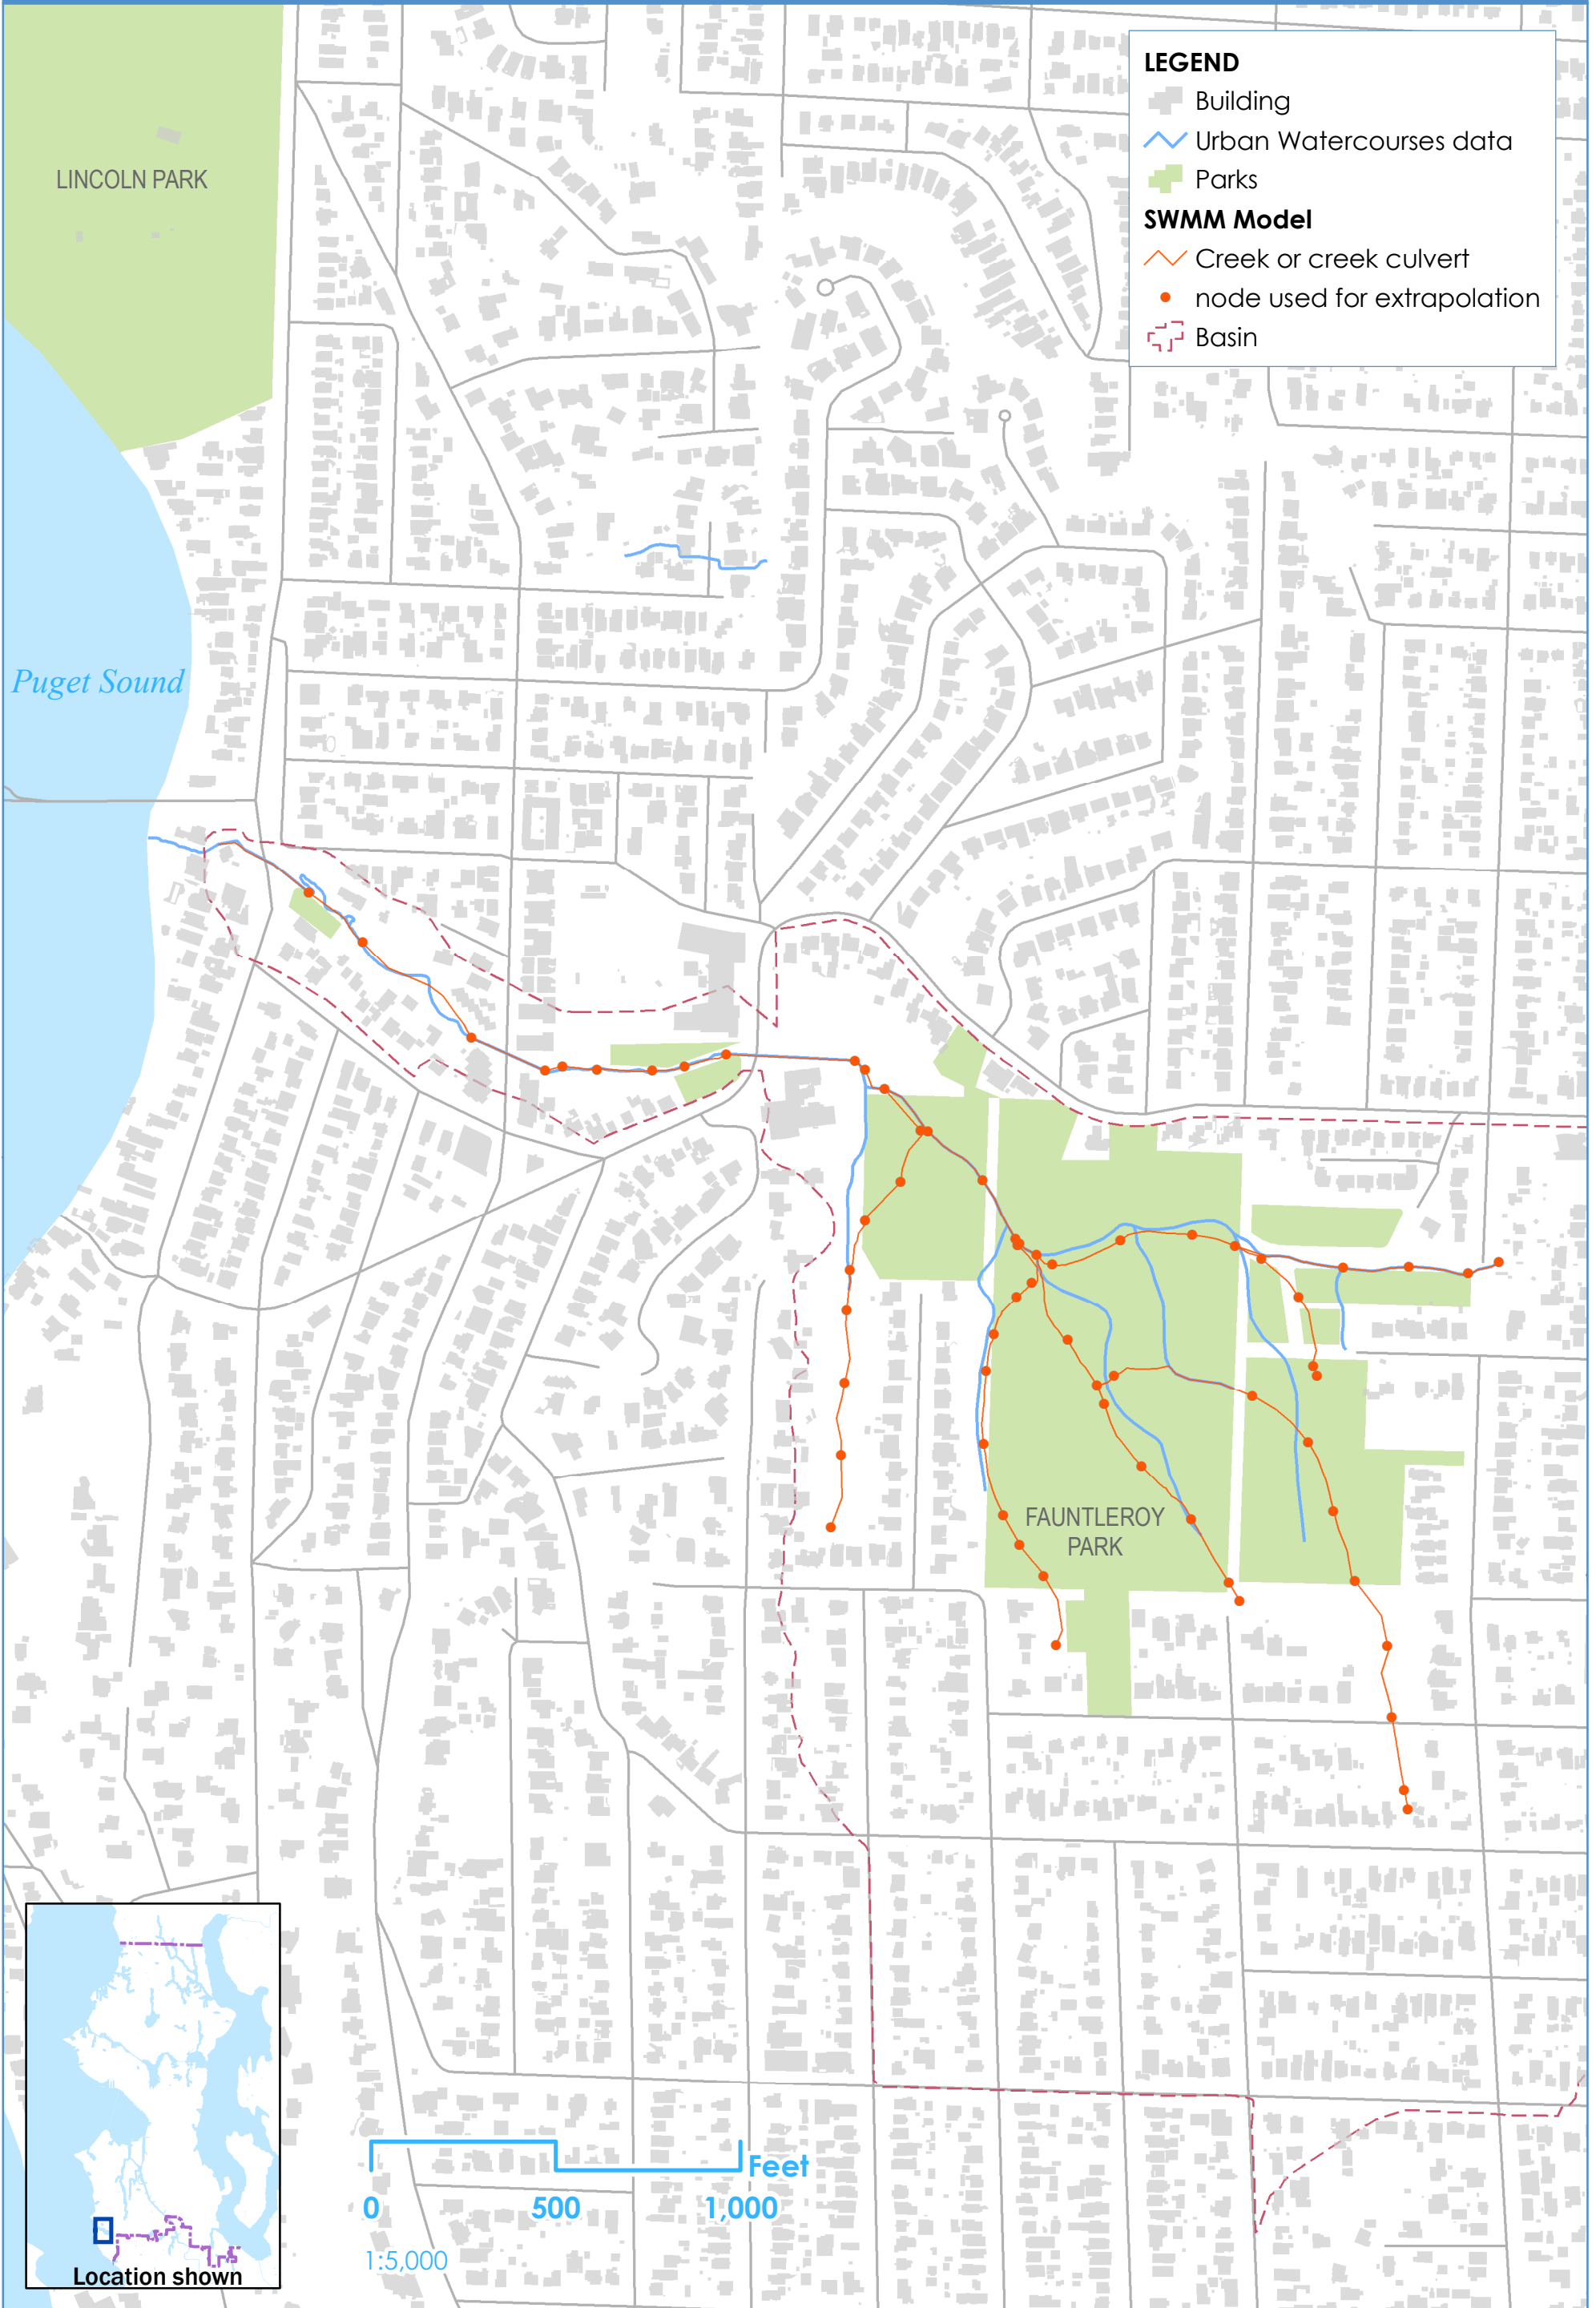 LEGEND
Building
Urban Watercourses data
Parks
SWMM Model
Creek or creek culvert
node used for extrapolation
Basin
LINCOLN PARK
Puget Sound
FAUNTLEROY
PARK
Feet
0 500 1,000
1:5,000
Location shown